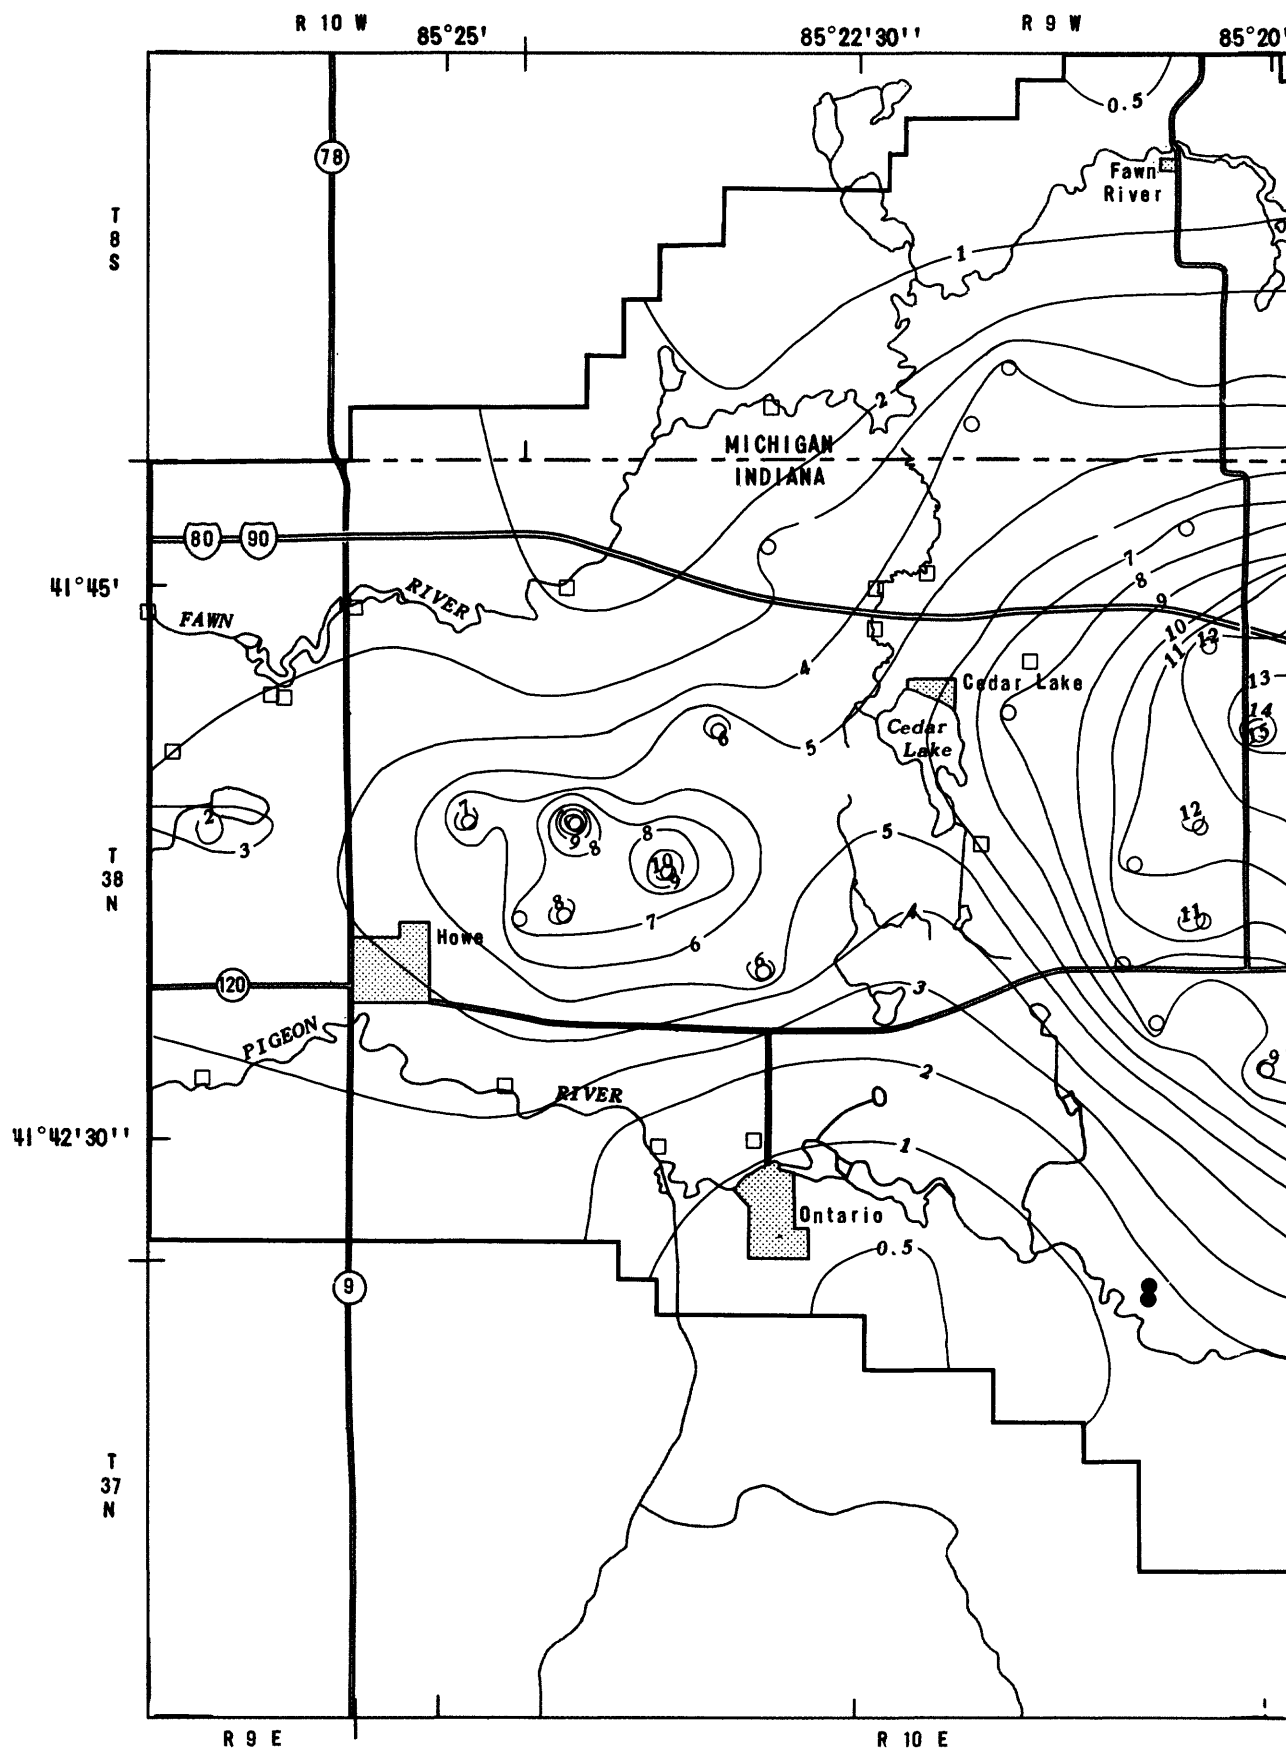 R 10 W
R 9 W
85°25'
85°22'30''
85°20'
0.5
78
Fawn
River
T
8
S
1
2
MICHIGAN
INDIANA
80
90
7
8
41°45'
RIVER
9
FAWN
10
12
11
4
Cedar Lake
13
14
15
6
5
Cedar
Lake
7
2
9
8
8
12
5
3
10
9
T
38
N
8
4
11
7
Howe
6
6
120
3
PIGEON
9
2
RIVER
41°42'30''
1
Ontario
0.5
9
T
37
N
R 9 E
R 10 E